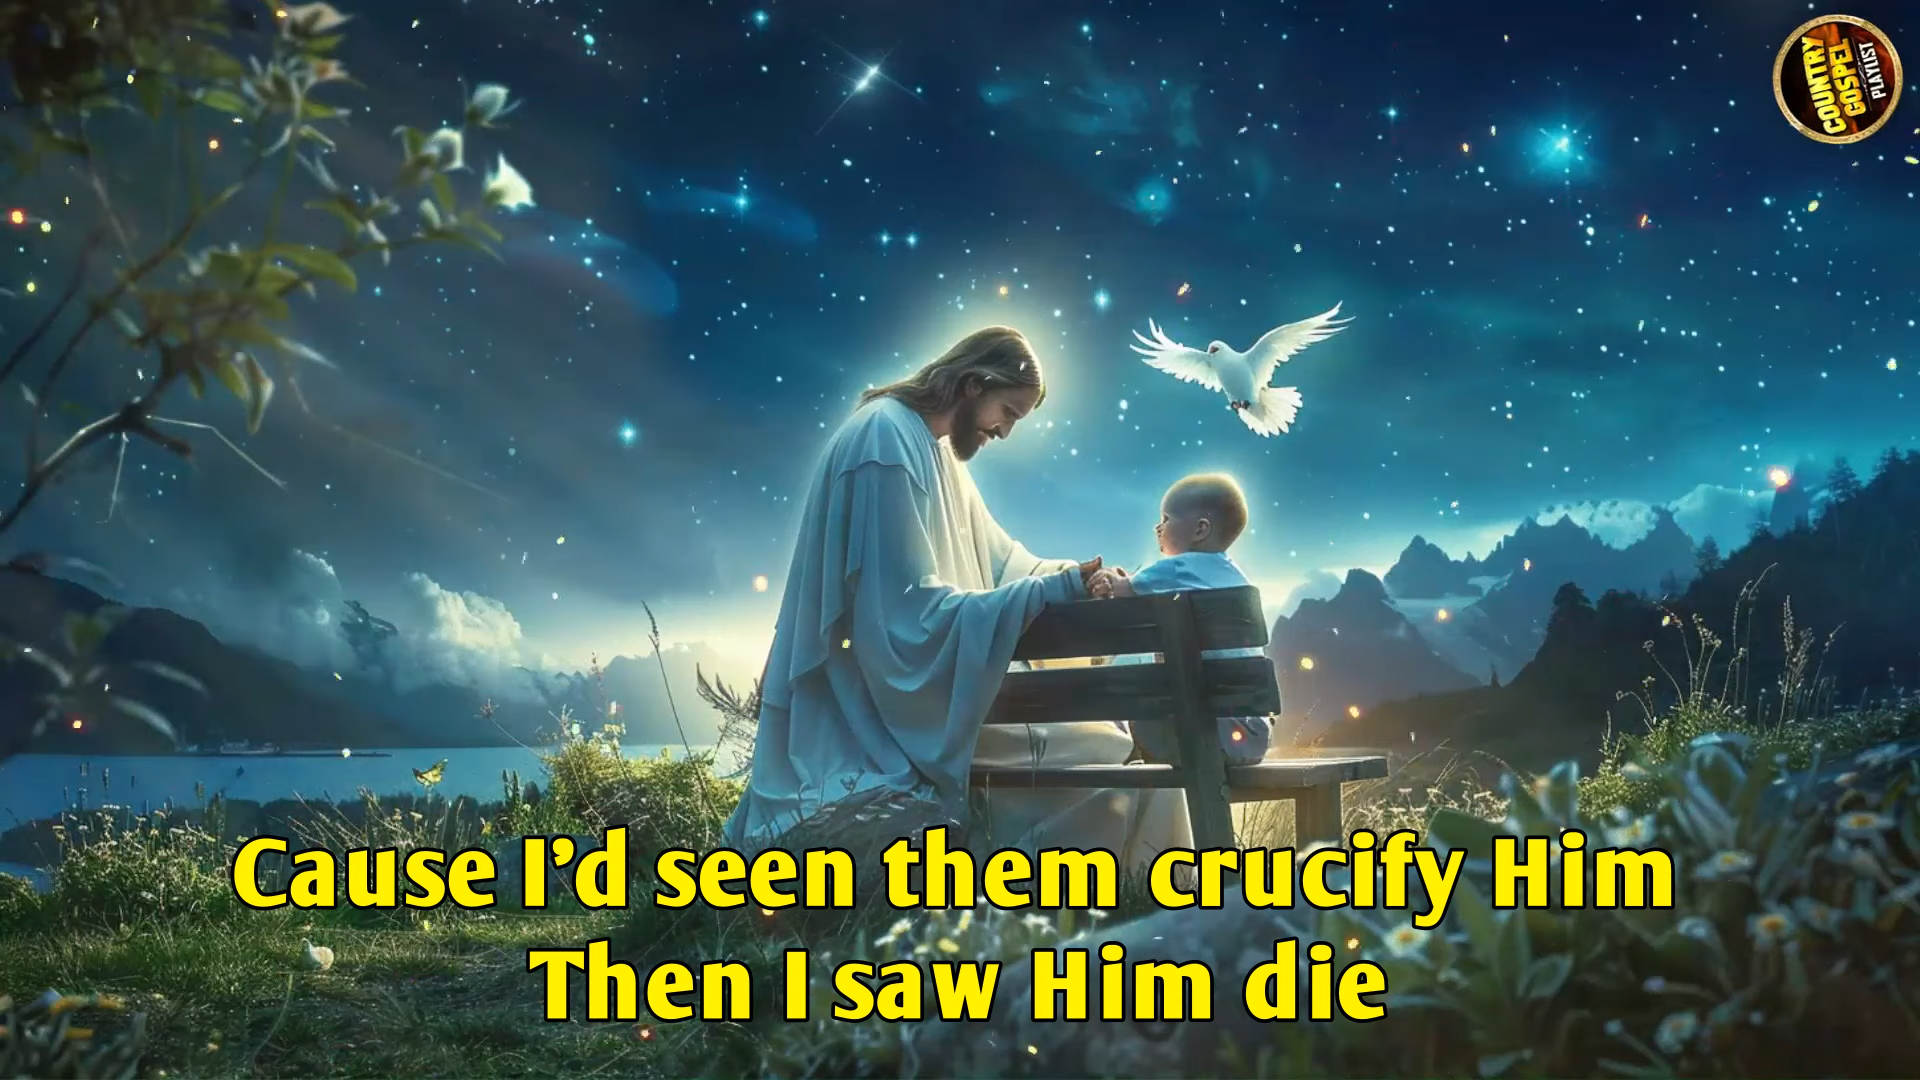 COUNTRY
GOSPEL
PLAYLIST
Cause I’d seen them crucify Him
Then I saw Him die